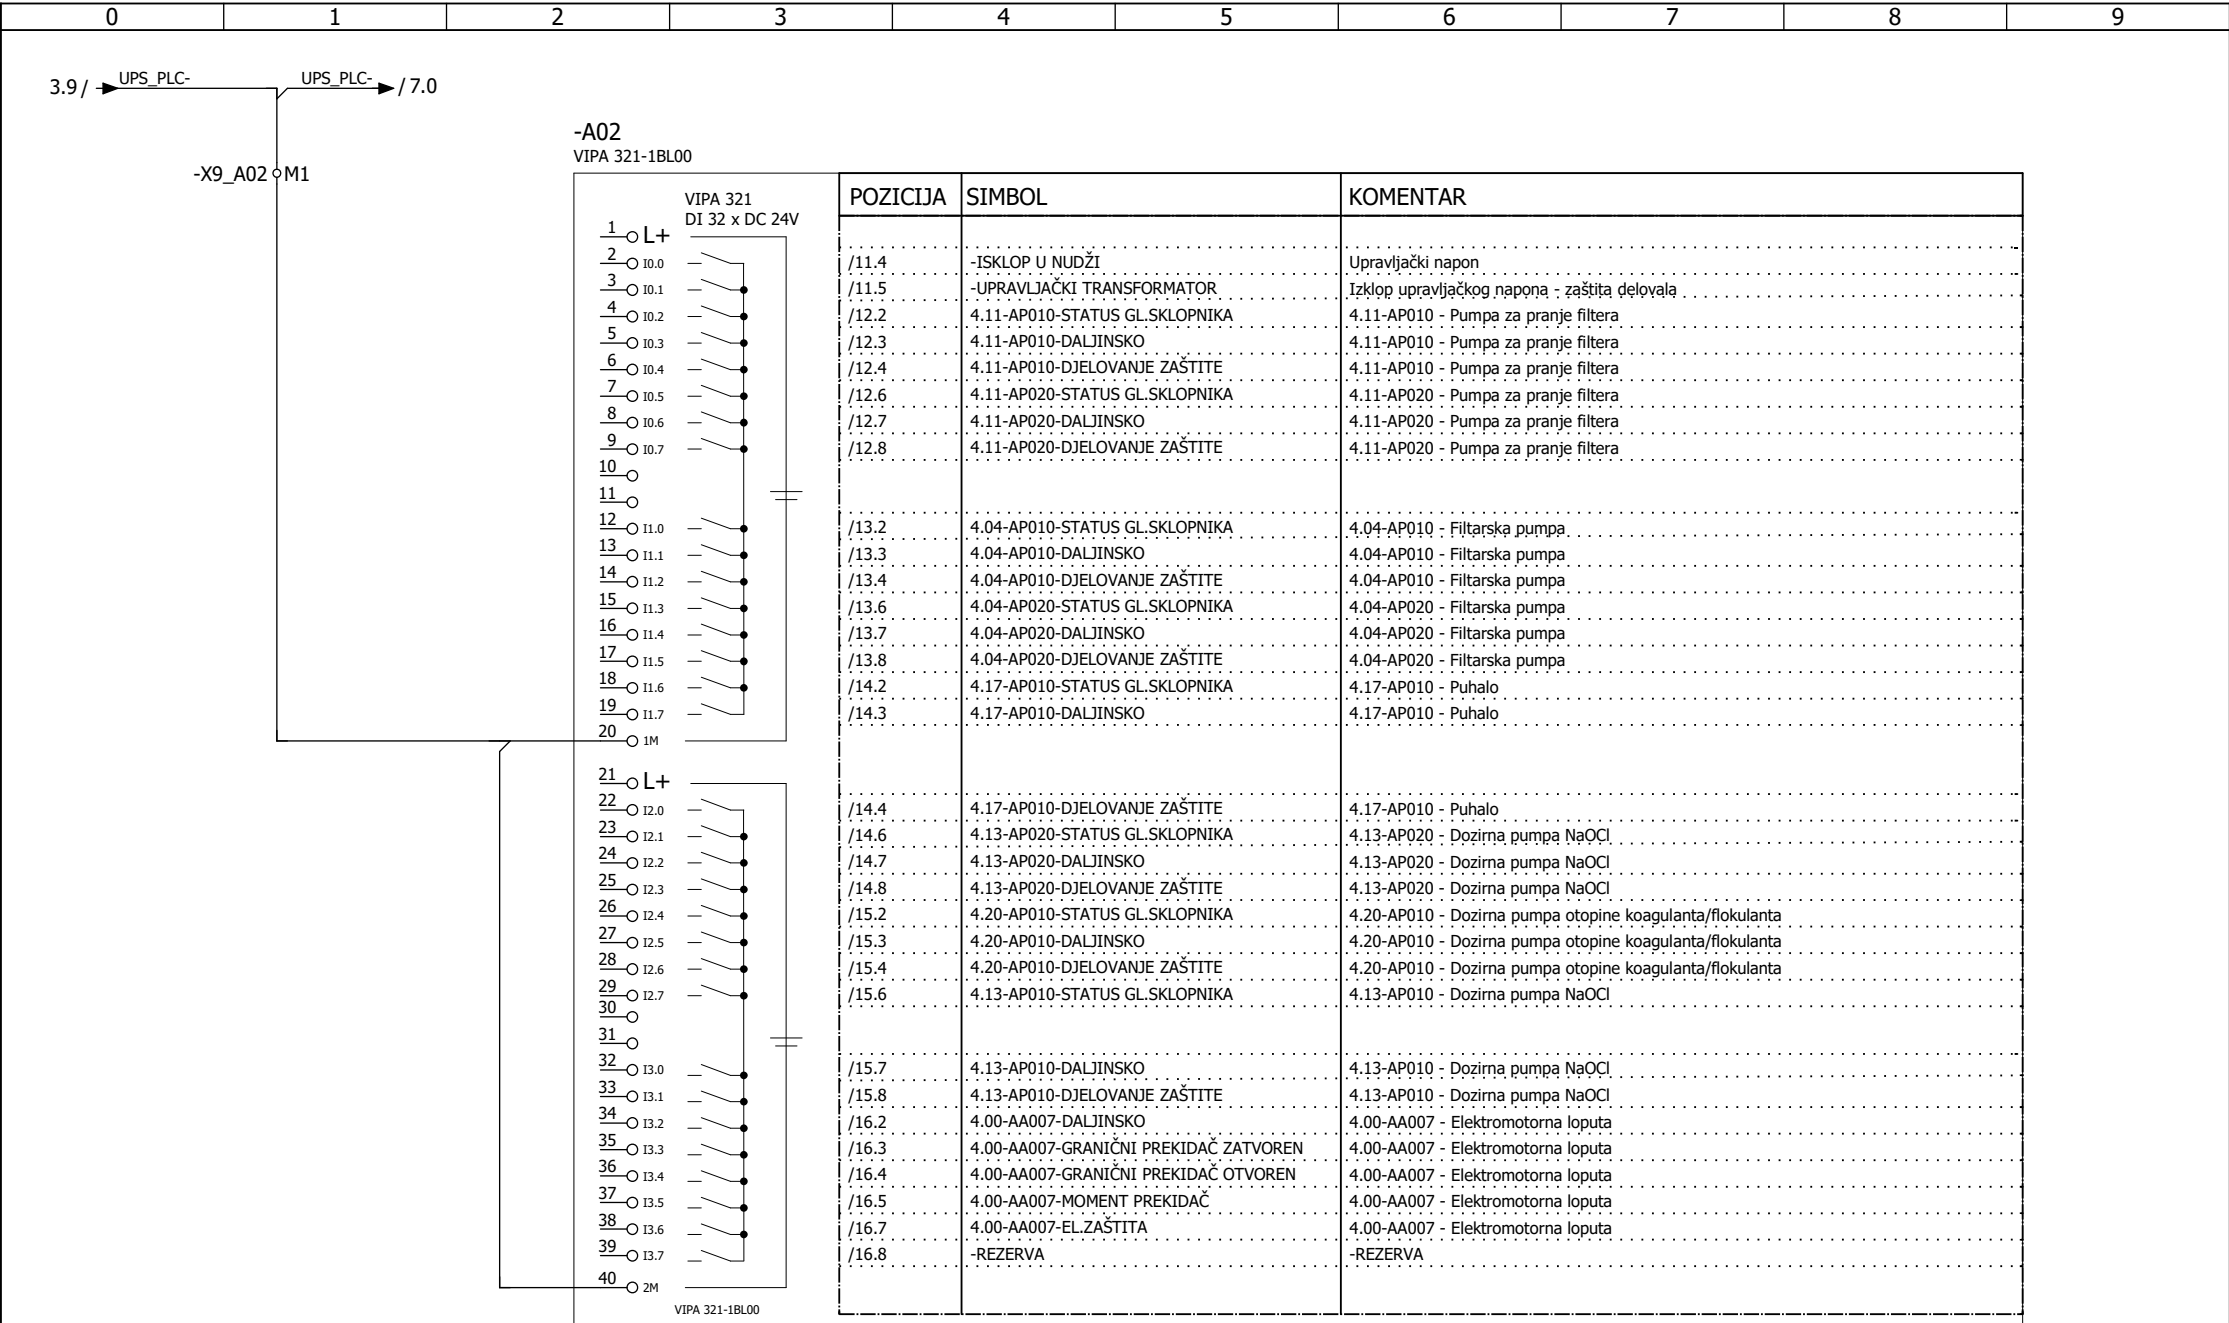 0 1 2 3 4 5 6 7 8 9
3.9 / UPS_PLC- UPS_PLC- / 7.0
-A02
VIPA 321-1BL00
-X9_A02 M1
VIPA 321
DI 32 x DC 24V
POZICIJA SIMBOL KOMENTAR
1 L+
2 I0.0 /11.4 -ISKLOP U NUDŽI Upravljački napon
3 I0.1 /11.5 -UPRAVLJAČKI TRANSFORMATOR Izklop upravljačkog napona - zaštita delovala
4 I0.2 /12.2 4.11-AP010-STATUS GL.SKLOPNIKA 4.11-AP010 - Pumpa za pranje filtera
5 I0.3 /12.3 4.11-AP010-DALJINSKO 4.11-AP010 - Pumpa za pranje filtera
6 I0.4 /12.4 4.11-AP010-DJELOVANJE ZAŠTITE 4.11-AP010 - Pumpa za pranje filtera
7 I0.5 /12.6 4.11-AP020-STATUS GL.SKLOPNIKA 4.11-AP020 - Pumpa za pranje filtera
8 I0.6 /12.7 4.11-AP020-DALJINSKO 4.11-AP020 - Pumpa za pranje filtera
9 I0.7 /12.8 4.11-AP020-DJELOVANJE ZAŠTITE 4.11-AP020 - Pumpa za pranje filtera
10
11
12 I1.0 /13.2 4.04-AP010-STATUS GL.SKLOPNIKA 4.04-AP010 - Filtarska pumpa
13 I1.1 /13.3 4.04-AP010-DALJINSKO 4.04-AP010 - Filtarska pumpa
14 I1.2 /13.4 4.04-AP010-DJELOVANJE ZAŠTITE 4.04-AP010 - Filtarska pumpa
15 I1.3 /13.6 4.04-AP020-STATUS GL.SKLOPNIKA 4.04-AP020 - Filtarska pumpa
16 I1.4 /13.7 4.04-AP020-DALJINSKO 4.04-AP020 - Filtarska pumpa
17 I1.5 /13.8 4.04-AP020-DJELOVANJE ZAŠTITE 4.04-AP020 - Filtarska pumpa
18 I1.6 /14.2 4.17-AP010-STATUS GL.SKLOPNIKA 4.17-AP010 - Puhalo
19 I1.7 /14.3 4.17-AP010-DALJINSKO 4.17-AP010 - Puhalo
20 1M
21 L+
22 I2.0 /14.4 4.17-AP010-DJELOVANJE ZAŠTITE 4.17-AP010 - Puhalo
23 I2.1 /14.6 4.13-AP020-STATUS GL.SKLOPNIKA 4.13-AP020 - Dozirna pumpa NaOCl
24 I2.2 /14.7 4.13-AP020-DALJINSKO 4.13-AP020 - Dozirna pumpa NaOCl
25 I2.3 /14.8 4.13-AP020-DJELOVANJE ZAŠTITE 4.13-AP020 - Dozirna pumpa NaOCl
26 I2.4 /15.2 4.20-AP010-STATUS GL.SKLOPNIKA 4.20-AP010 - Dozirna pumpa otopine koagulanta/flokulanta
27 I2.5 /15.3 4.20-AP010-DALJINSKO 4.20-AP010 - Dozirna pumpa otopine koagulanta/flokulanta
28 I2.6 /15.4 4.20-AP010-DJELOVANJE ZAŠTITE 4.20-AP010 - Dozirna pumpa otopine koagulanta/flokulanta
29 I2.7 /15.6 4.13-AP010-STATUS GL.SKLOPNIKA 4.13-AP010 - Dozirna pumpa NaOCl
30
31
32 I3.0 /15.7 4.13-AP010-DALJINSKO 4.13-AP010 - Dozirna pumpa NaOCl
33 I3.1 /15.8 4.13-AP010-DJELOVANJE ZAŠTITE 4.13-AP010 - Dozirna pumpa NaOCl
34 I3.2 /16.2 4.00-AA007-DALJINSKO 4.00-AA007 - Elektromotorna loputa
35 I3.3 /16.3 4.00-AA007-GRANIČNI PREKIDAČ ZATVOREN 4.00-AA007 - Elektromotorna loputa
36 I3.4 /16.4 4.00-AA007-GRANIČNI PREKIDAČ OTVOREN 4.00-AA007 - Elektromotorna loputa
37 I3.5 /16.5 4.00-AA007-MOMENT PREKIDAČ 4.00-AA007 - Elektromotorna loputa
38 I3.6 /16.7 4.00-AA007-EL.ZAŠTITA 4.00-AA007 - Elektromotorna loputa
39 I3.7 /16.8 -REZERVA -REZERVA
40 2M
VIPA 321-1BL00